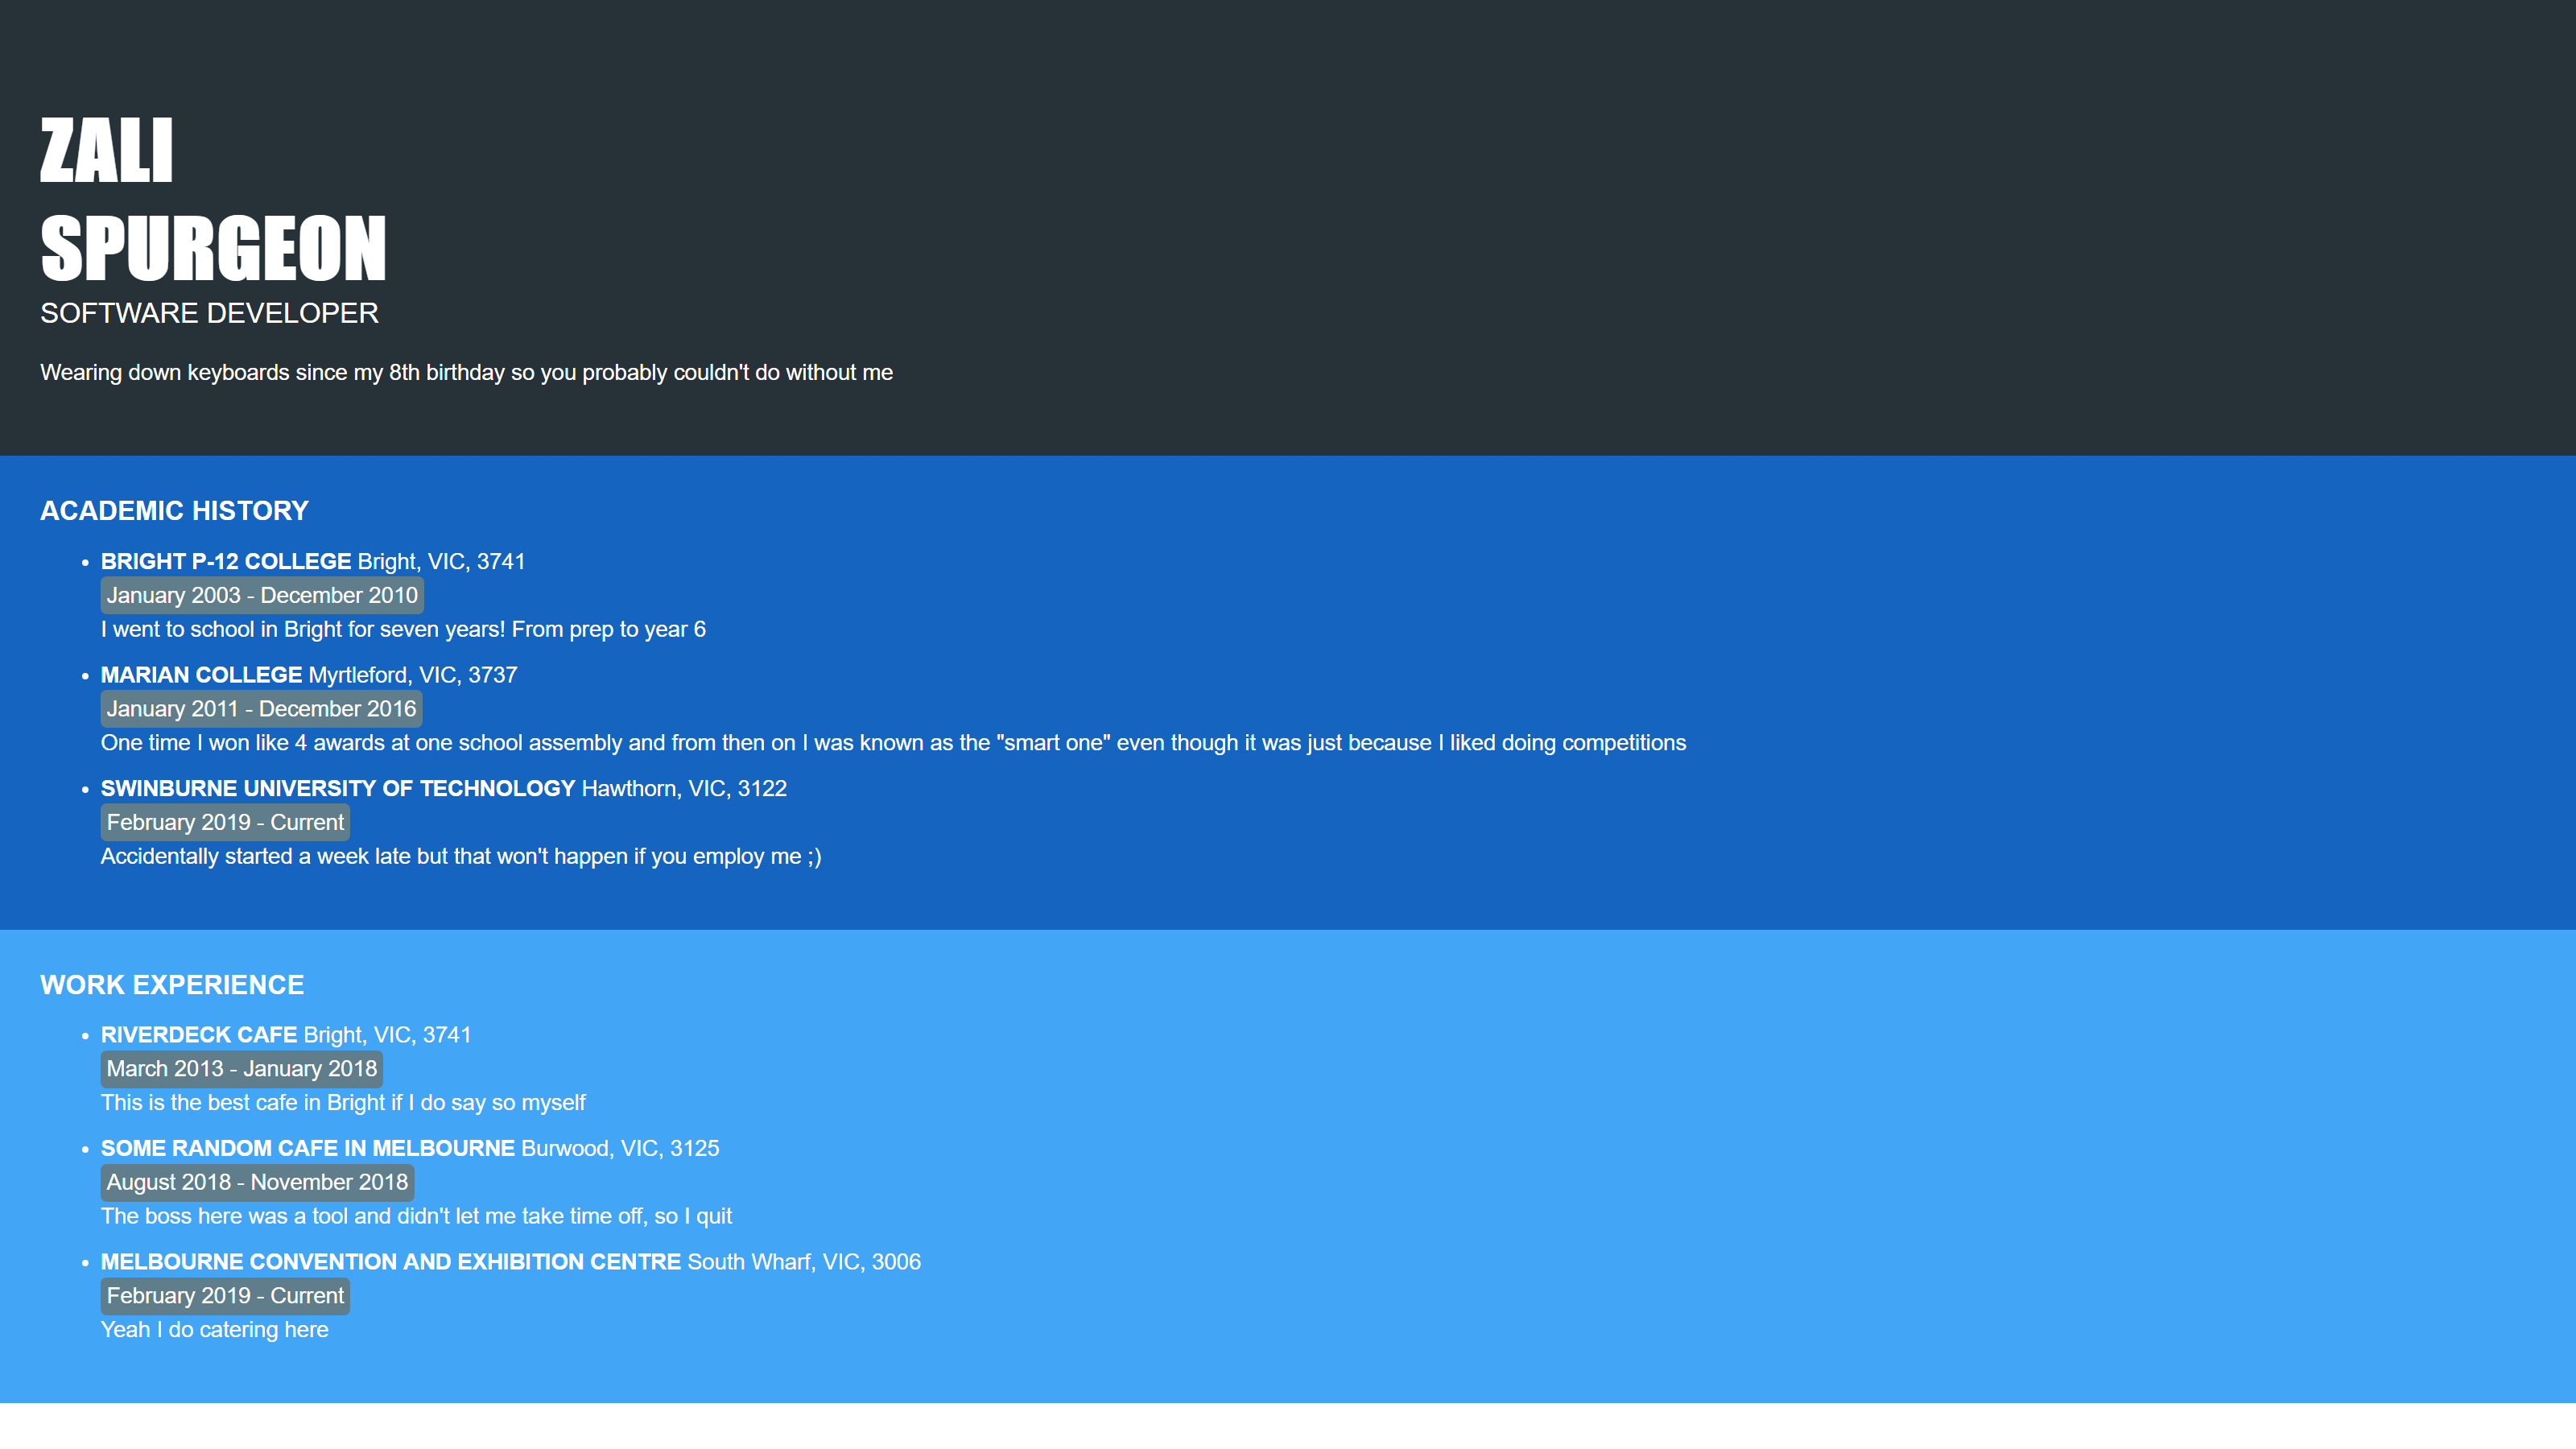 ZALI
SPURGEON
SOFTWARE DEVELOPER
Wearing down keyboards since my 8th birthday so you probably couldn't do without me
ACADEMIC HISTORY
BRIGHT P-12 COLLEGE Bright, VIC, 3741
January 2003 - December 2010
I went to school in Bright for seven years! From prep to year 6
MARIAN COLLEGE Myrtleford, VIC, 3737
January 2011 - December 2016
One time I won like 4 awards at one school assembly and from then on I was known as the "smart one" even though it was just because I liked doing competitions
SWINBURNE UNIVERSITY OF TECHNOLOGY Hawthorn, VIC, 3122
February 2019 - Current
Accidentally started a week late but that won't happen if you employ me ;)
WORK EXPERIENCE
RIVERDECK CAFE Bright, VIC, 3741
March 2013 - January 2018
This is the best cafe in Bright if I do say so myself
SOME RANDOM CAFE IN MELBOURNE Burwood, VIC, 3125
August 2018 - November 2018
The boss here was a tool and didn't let me take time off, so I quit
MELBOURNE CONVENTION AND EXHIBITION CENTRE South Wharf, VIC, 3006
February 2019 - Current
Yeah I do catering here